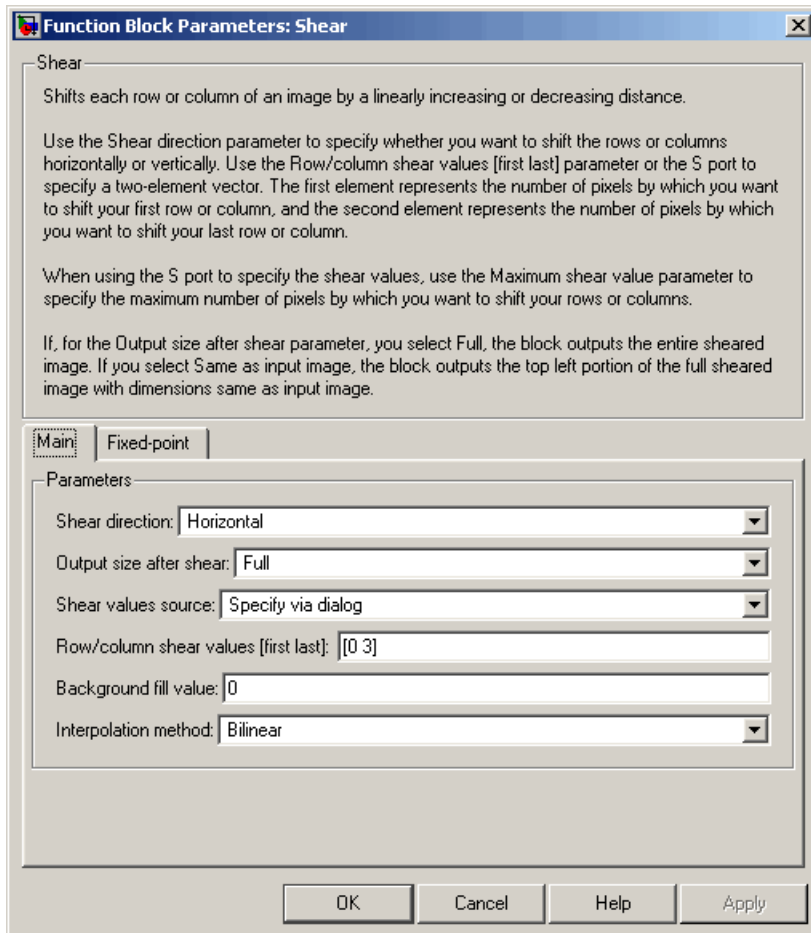 Function Block Parameters: Shear
Shear
Shifts each row or column of an image by a linearly increasing or decreasing distance.
Use the Shear direction parameter to specify whether you want to shift the rows or columns
horizontally or vertically. Use the Row/column shear values [first last] parameter or the S port to
specify a two-element vector. The first element represents the number of pixels by which you want
to shift your first row or column, and the second element represents the number of pixels by which
you want to shift your last row or column.
When using the S port to specify the shear values, use the Maximum shear value parameter to
specify the maximum number of pixels by which you want to shift your rows or columns.
If, for the Output size after shear parameter, you select Full, the block outputs the entire sheared
image. If you select Same as input image, the block outputs the top left portion of the full sheared
image with dimensions same as input image.
Main Fixed-point
Parameters
Shear direction: Horizontal
Output size after shear: Full
Shear values source: Specify via dialog
Row/column shear values [first last]: [0 3]
Background fill value: 0
Interpolation method: Bilinear
OK Cancel Help Apply